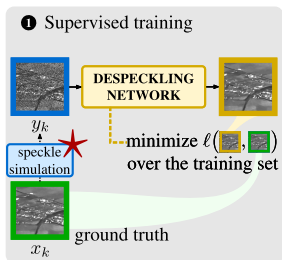 ❶ Supervised training
DESPECKLING
NETWORK
y_k
minimize ℓ( , )
over the training set
speckle
simulation
ground truth
x_k